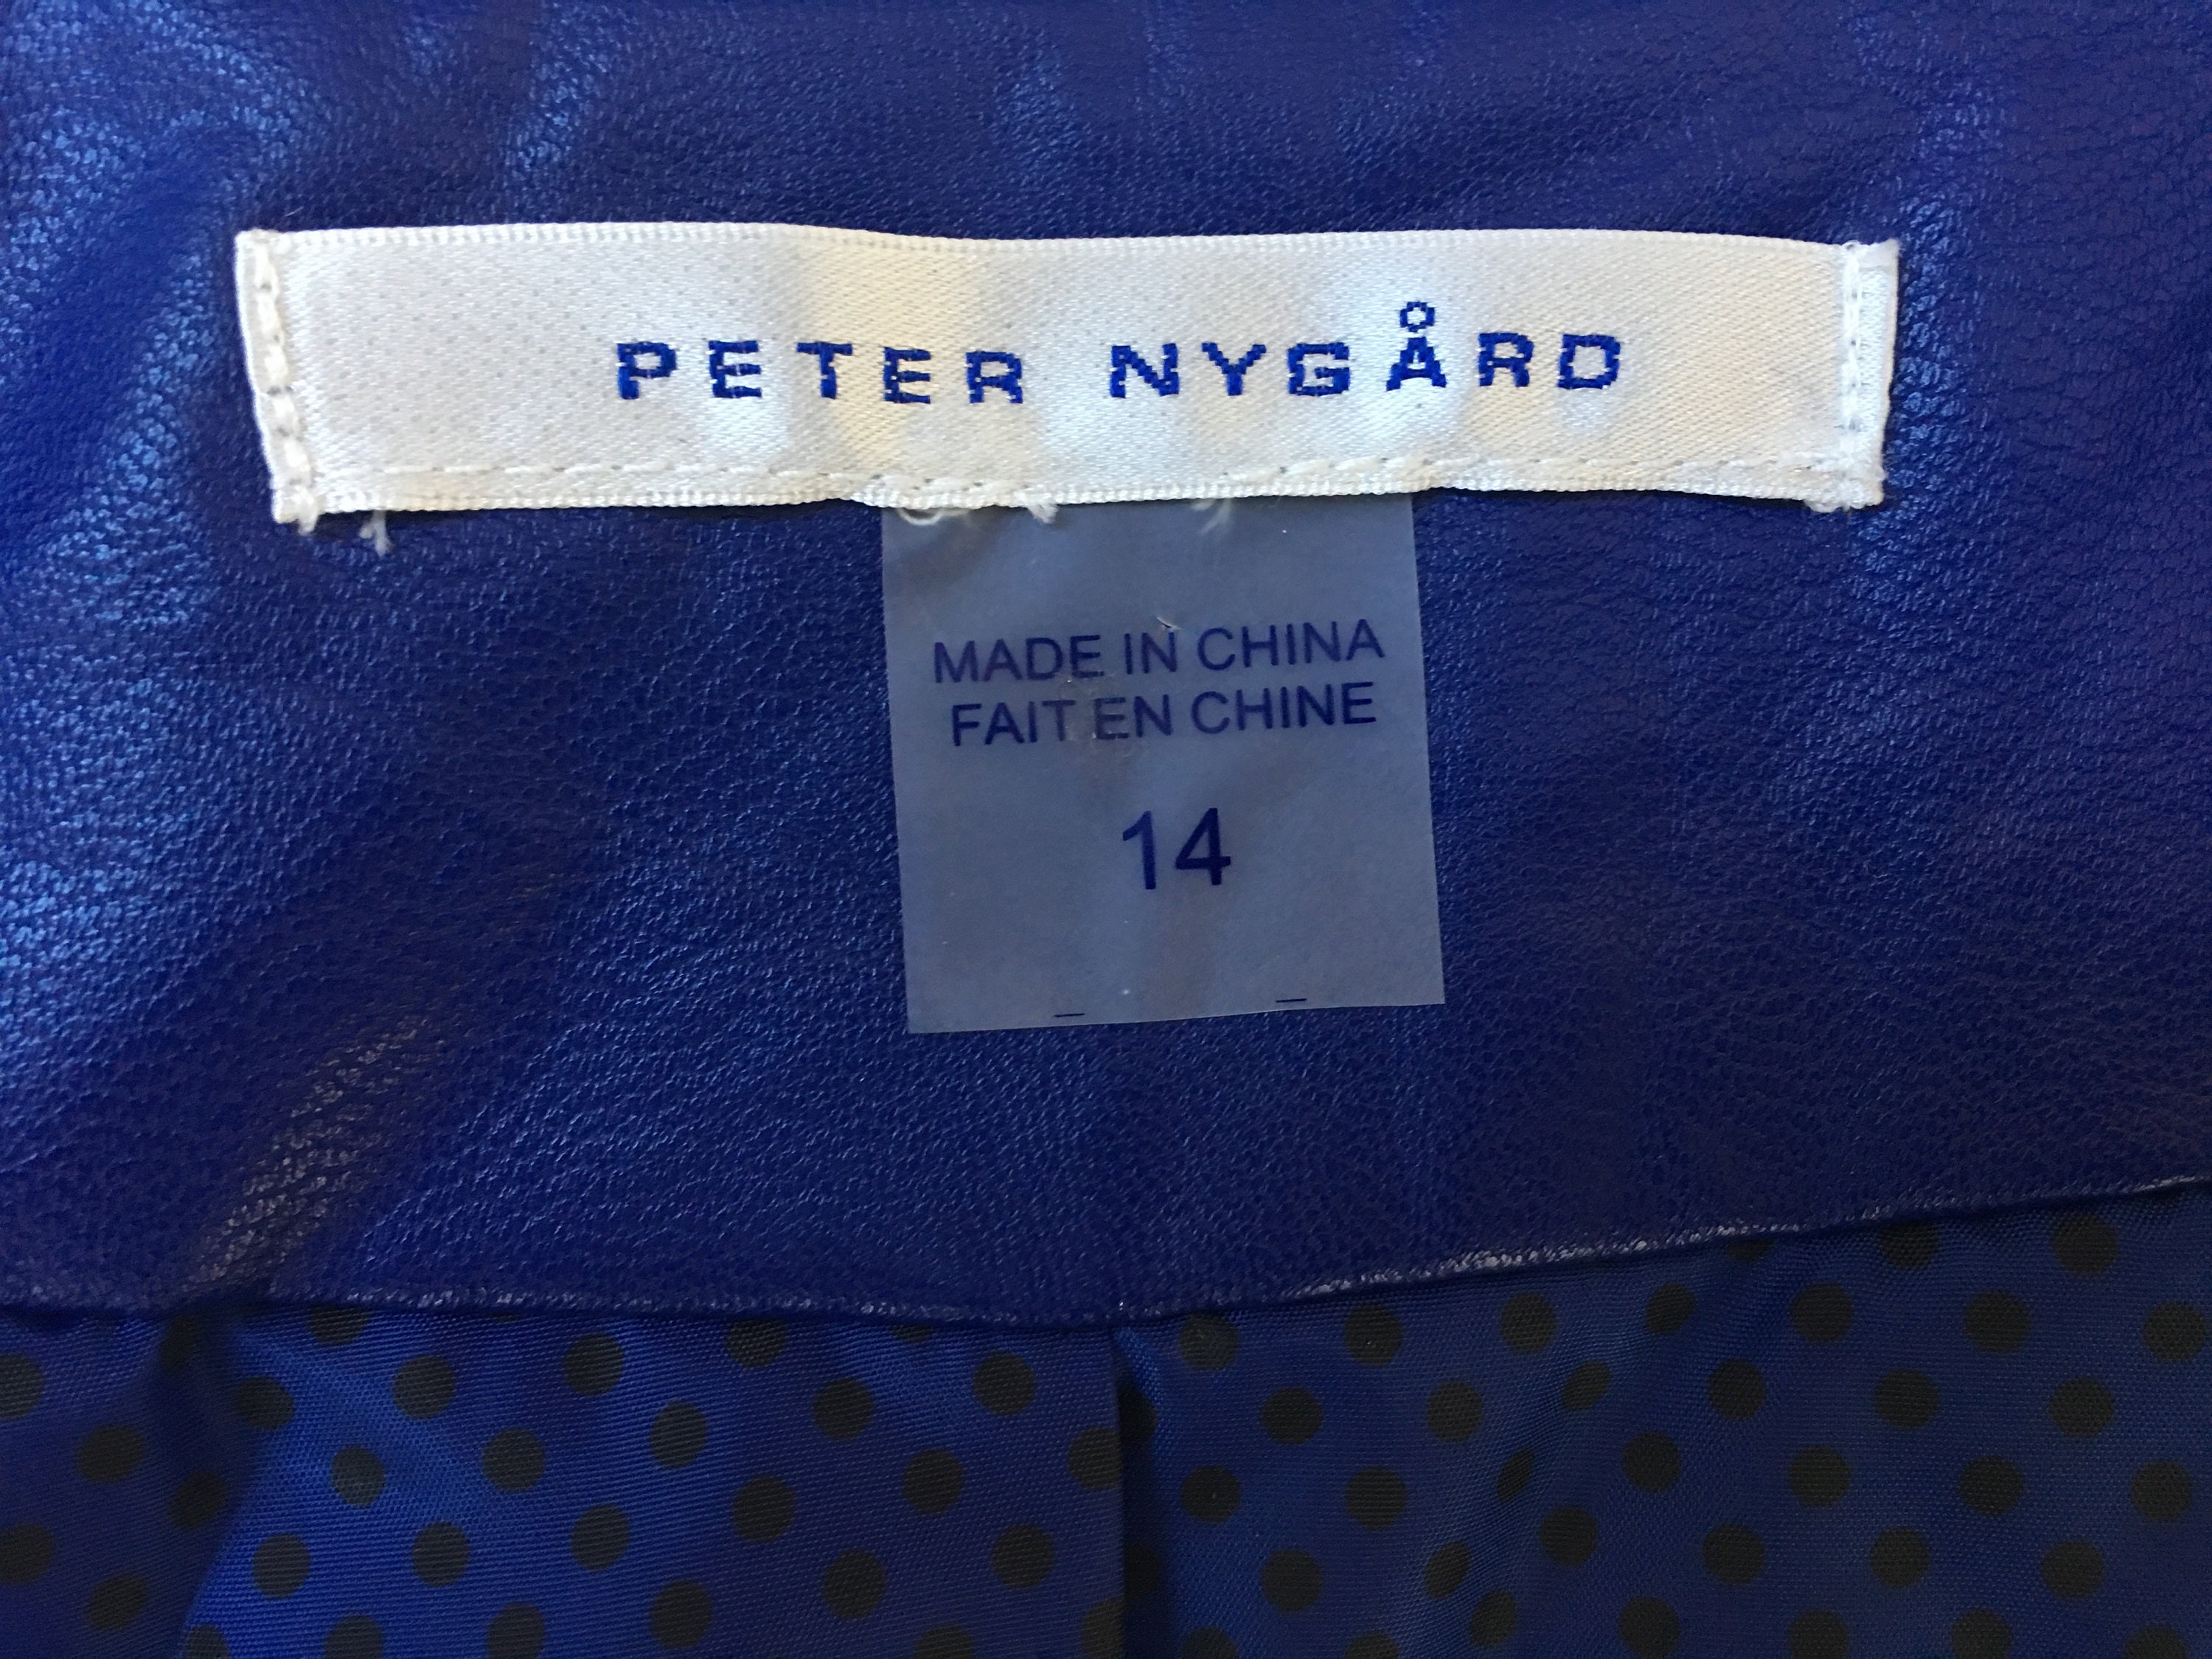 PETER NYGÅRD
MADE IN CHINA
FAIT EN CHINE
14